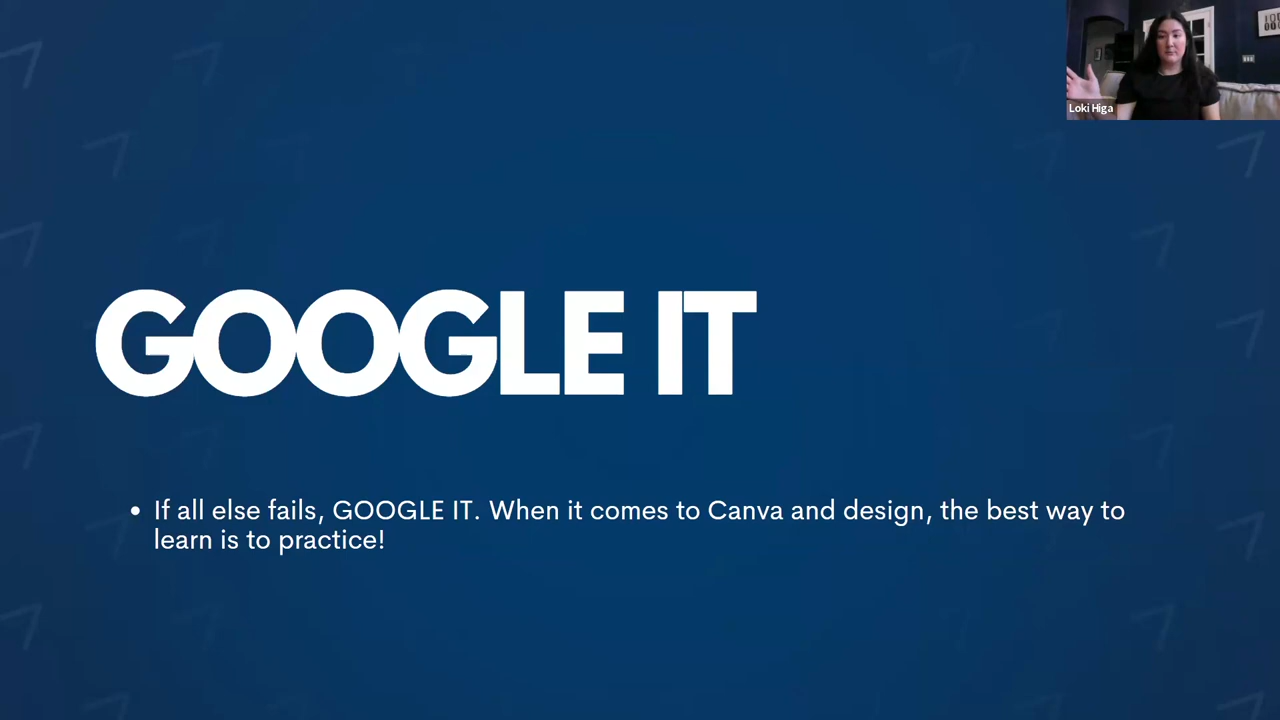 Loki Higa
GOOGLE IT
• If all else fails, GOOGLE IT. When it comes to Canva and design, the best way to
learn is to practice!